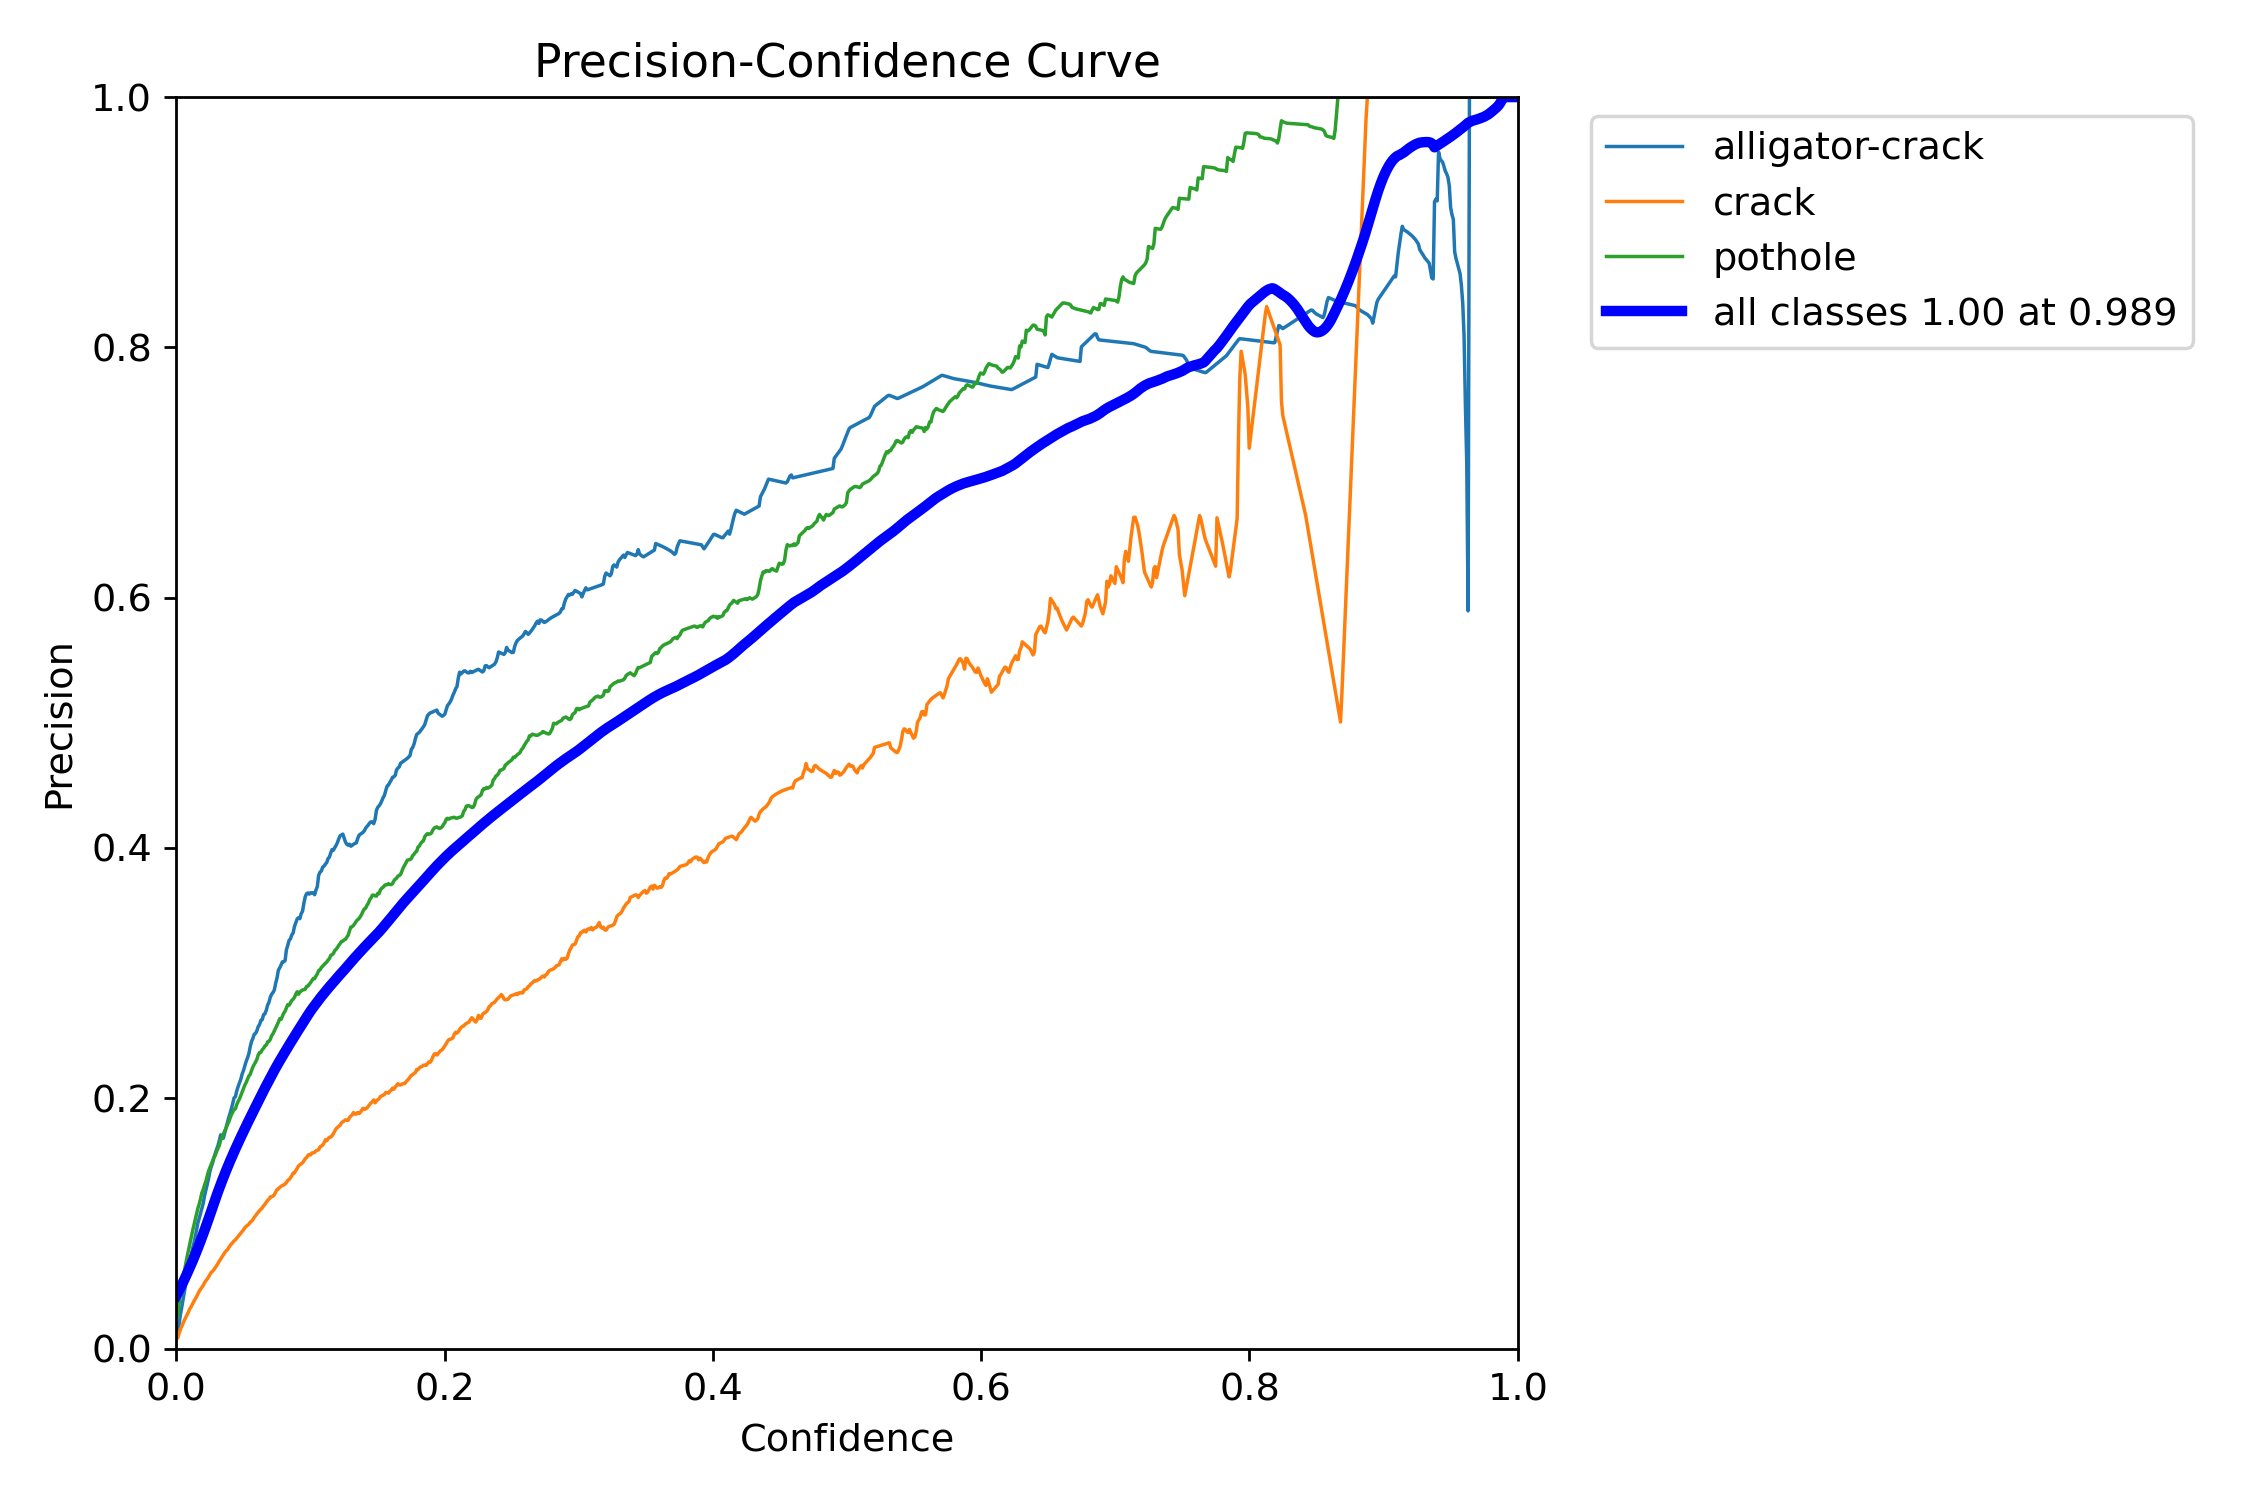 Precision-Confidence Curve
1.0
0.8
0.6
0.4
0.2
0.0
Precision
0.0 0.2 0.4 0.6 0.8 1.0
Confidence
alligator-crack
crack
pothole
all classes 1.00 at 0.989